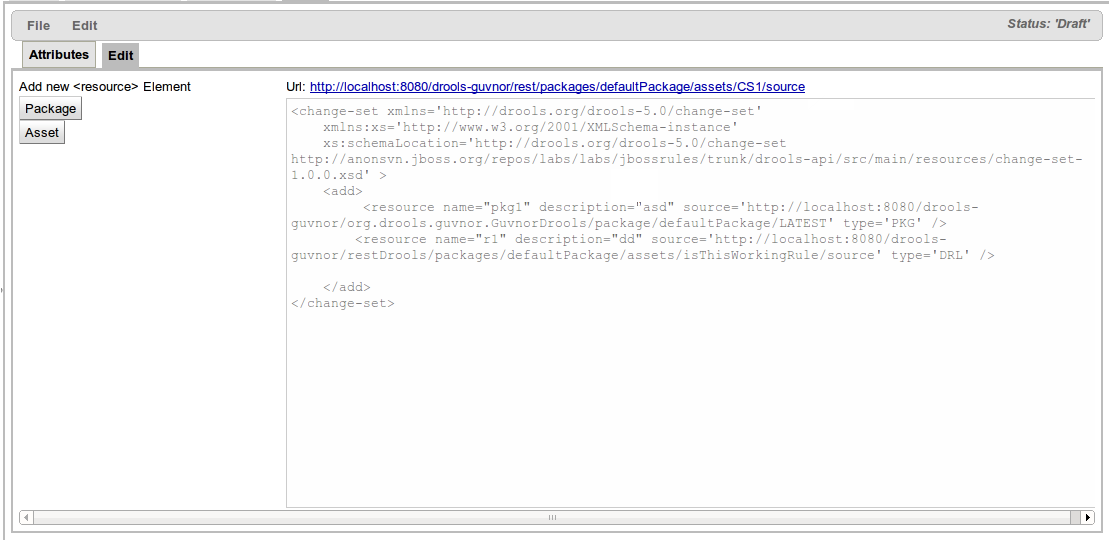 File Edit Status: 'Draft'
Attributes Edit
Add new <resource> Element
Package
Asset
Url: http://localhost:8080/drools-guvnor/rest/packages/defaultPackage/assets/CS1/source
<change-set xmlns='http://drools.org/drools-5.0/change-set'
    xmlns:xs='http://www.w3.org/2001/XMLSchema-instance'
    xs:schemaLocation='http://drools.org/drools-5.0/change-set
http://anonsvn.jboss.org/repos/labs/labs/jbossrules/trunk/drools-api/src/main/resources/change-set-
1.0.0.xsd' >
    <add>
         <resource name="pkg1" description="asd" source='http://localhost:8080/drools-
guvnor/org.drools.guvnor.GuvnorDrools/package/defaultPackage/LATEST' type='PKG' />
        <resource name="r1" description="dd" source='http://localhost:8080/drools-
guvnor/restDrools/packages/defaultPackage/assets/isThisWorkingRule/source' type='DRL' />
    </add>
</change-set>